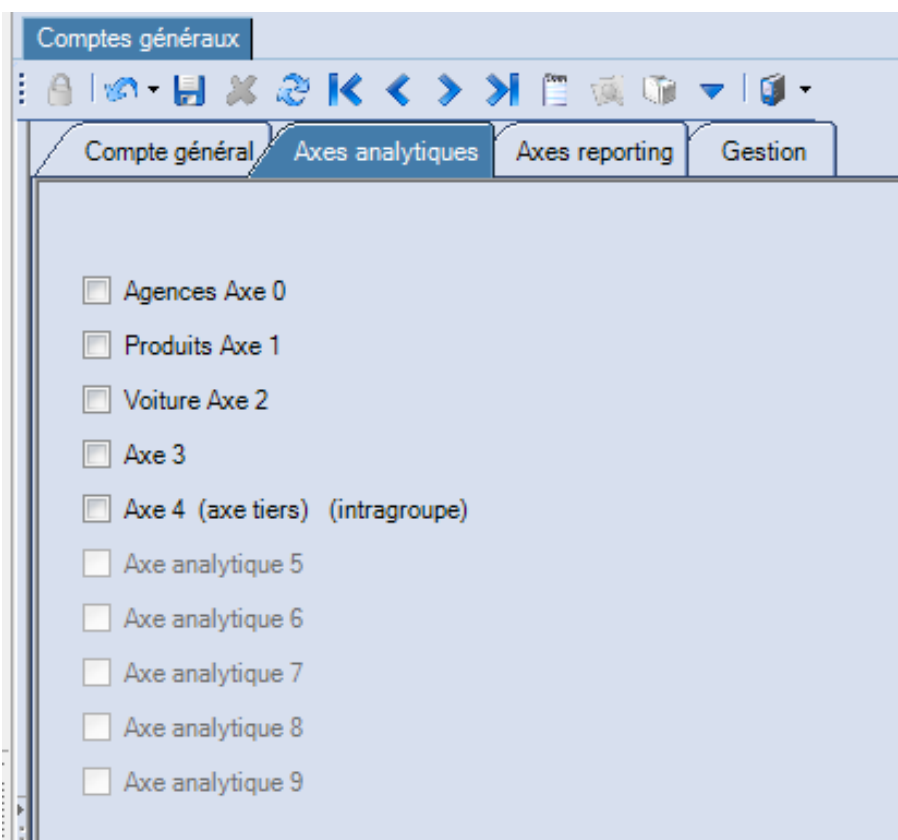 Comptes généraux
Compte général Axes analytiques Axes reporting Gestion
Agences Axe 0
Produits Axe 1
Voiture Axe 2
Axe 3
Axe 4 (axe tiers) (intragroupe)
Axe analytique 5
Axe analytique 6
Axe analytique 7
Axe analytique 8
Axe analytique 9